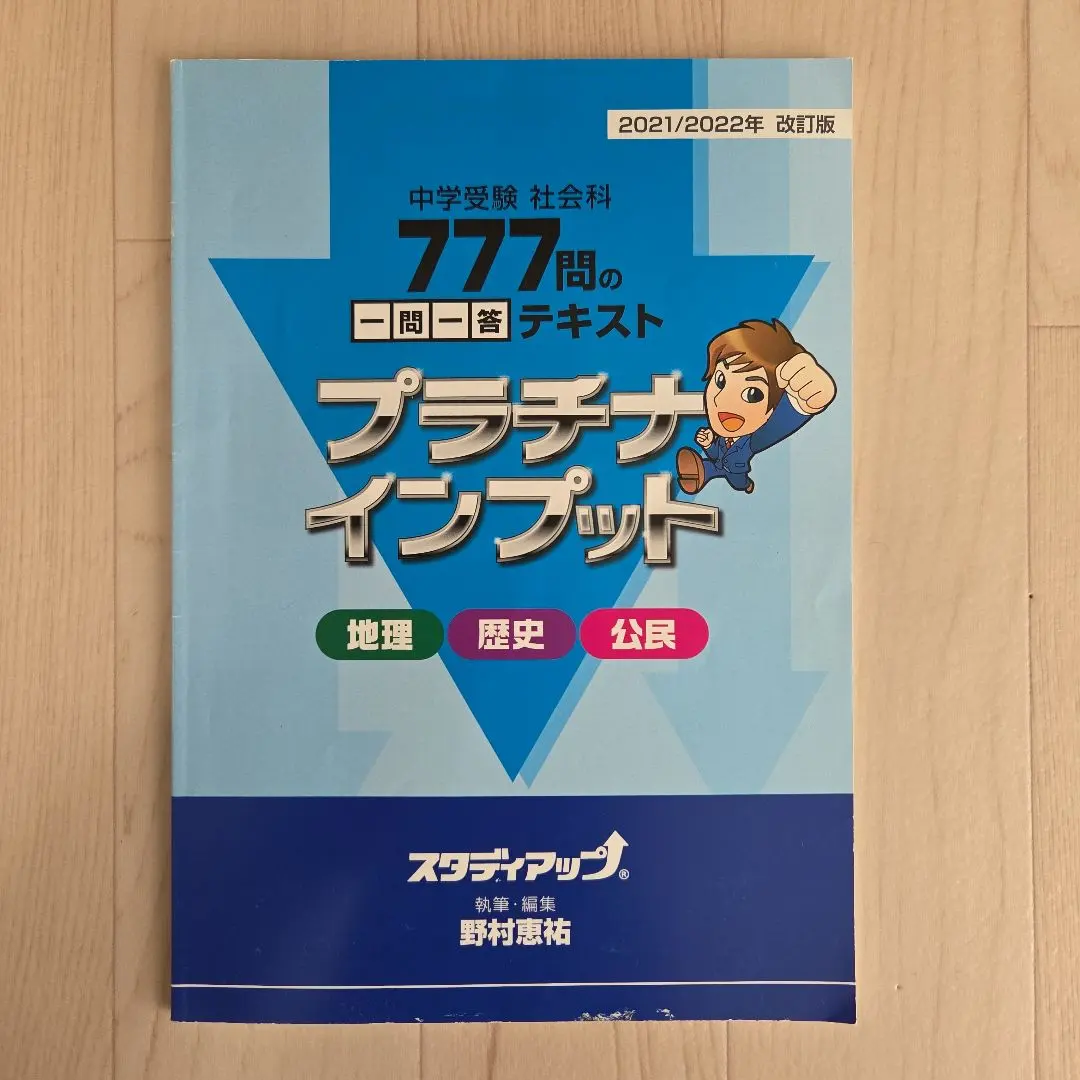 2021/2022年 改訂版
中学受験 社会科
777問の
一問一答 テキスト
プラチナ
インプット
地理 歴史 公民
スタディアップ®
執筆・編集
野村恵祐